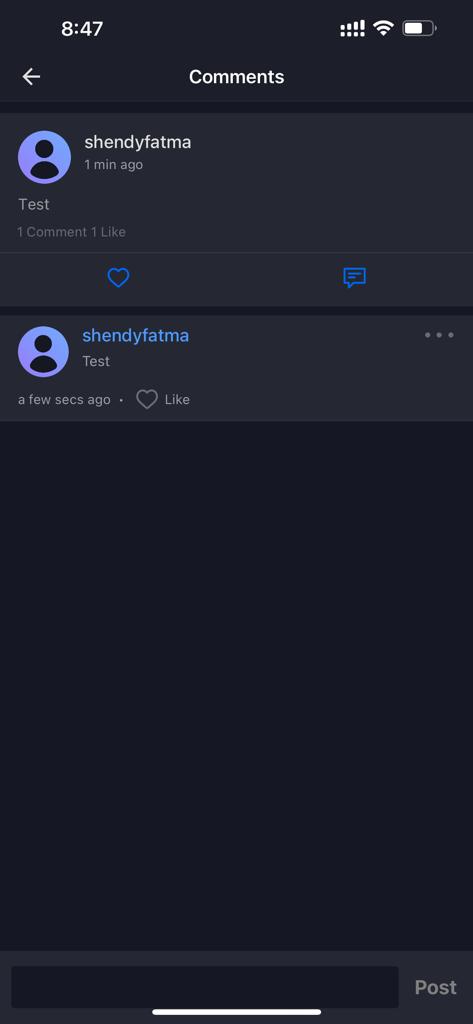 8:47
Comments
shendyfatma
1 min ago
Test
1 Comment 1 Like
shendyfatma
Test
a few secs ago • Like
Post